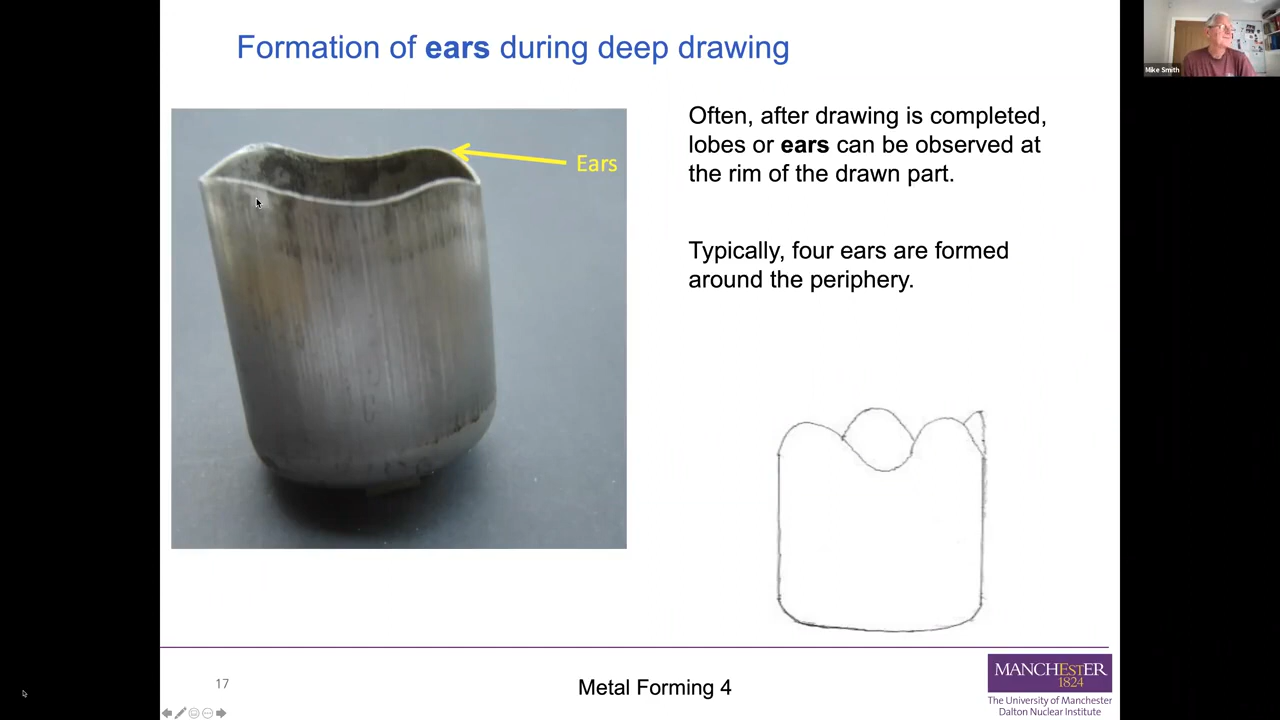 Formation of ears during deep drawing
Mike Smith
Ears
Often, after drawing is completed,
lobes or ears can be observed at
the rim of the drawn part.
Typically, four ears are formed
around the periphery.
17
Metal Forming 4
MANCHESTER
1824
The University of Manchester
Dalton Nuclear Institute